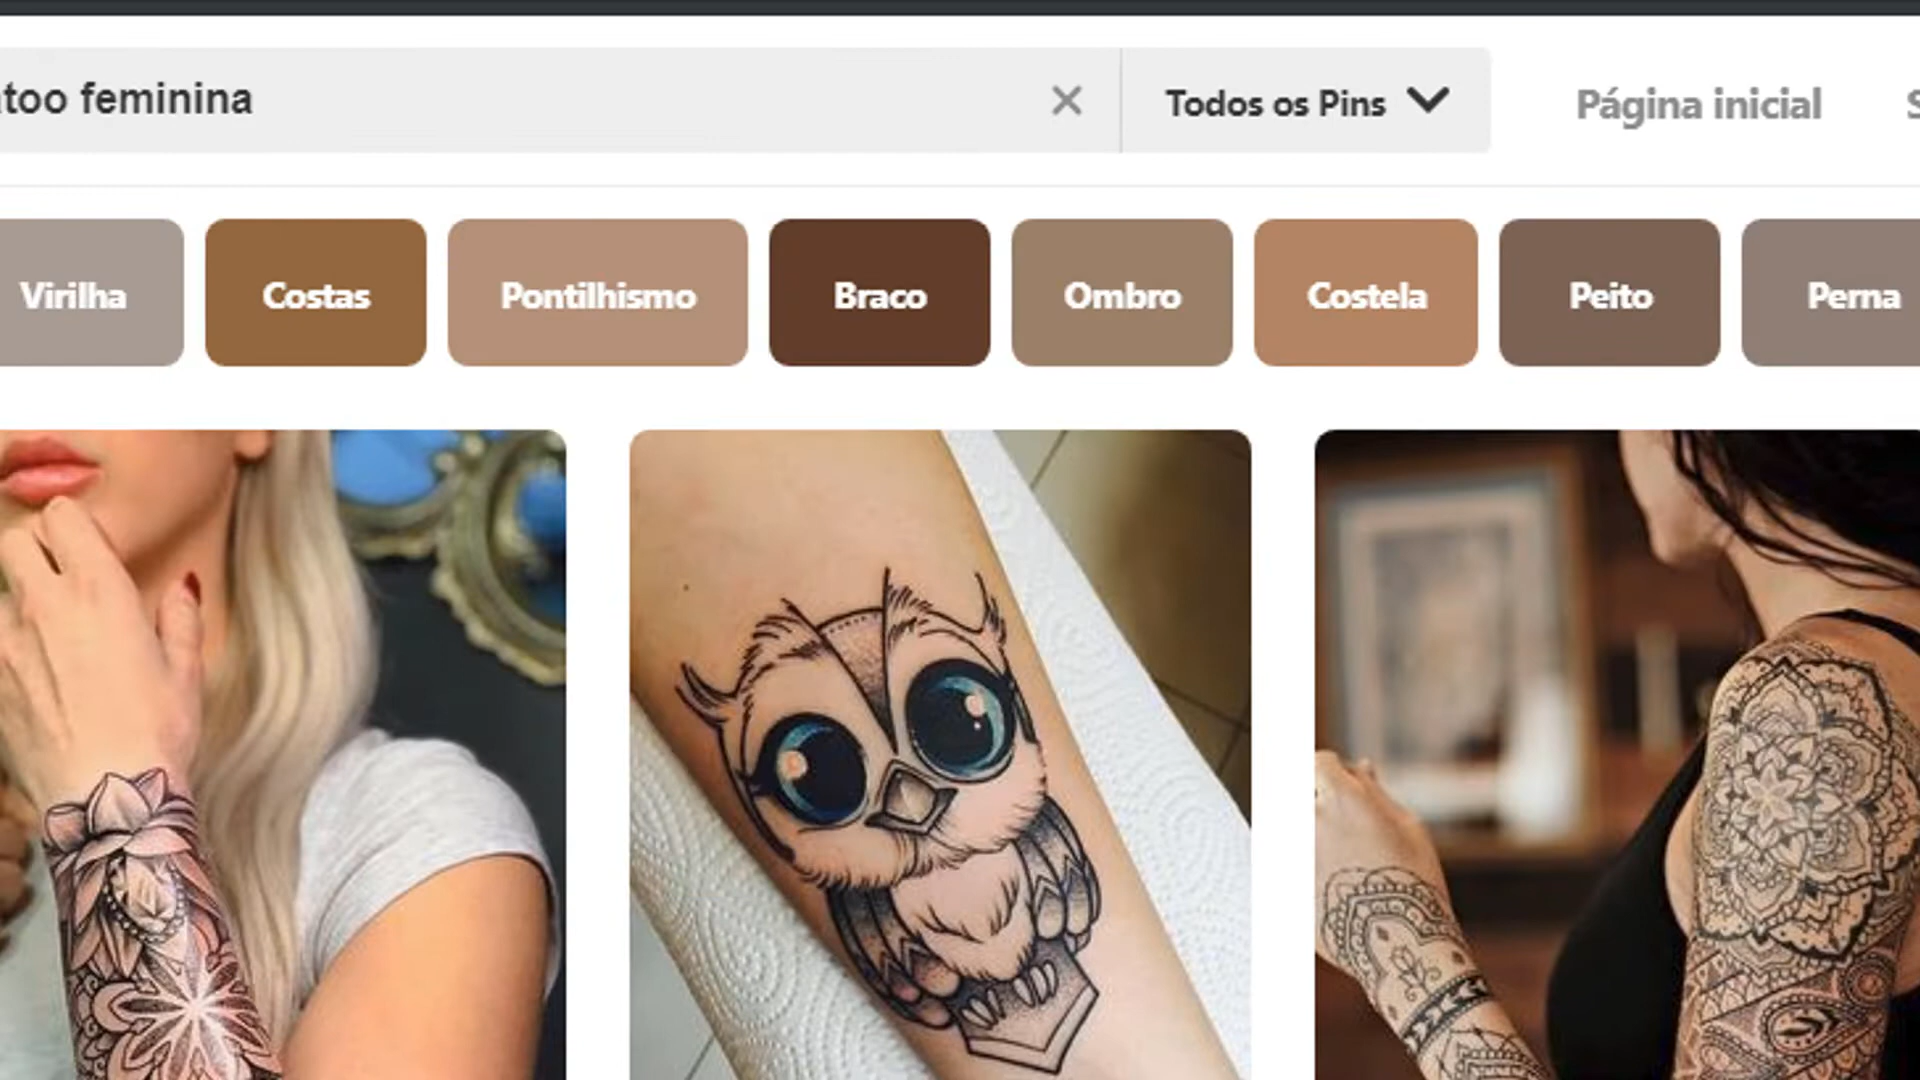 too feminina
Todos os Pins
Página inicial
Virilha
Costas
Pontilhismo
Braco
Ombro
Costela
Peito
Perna